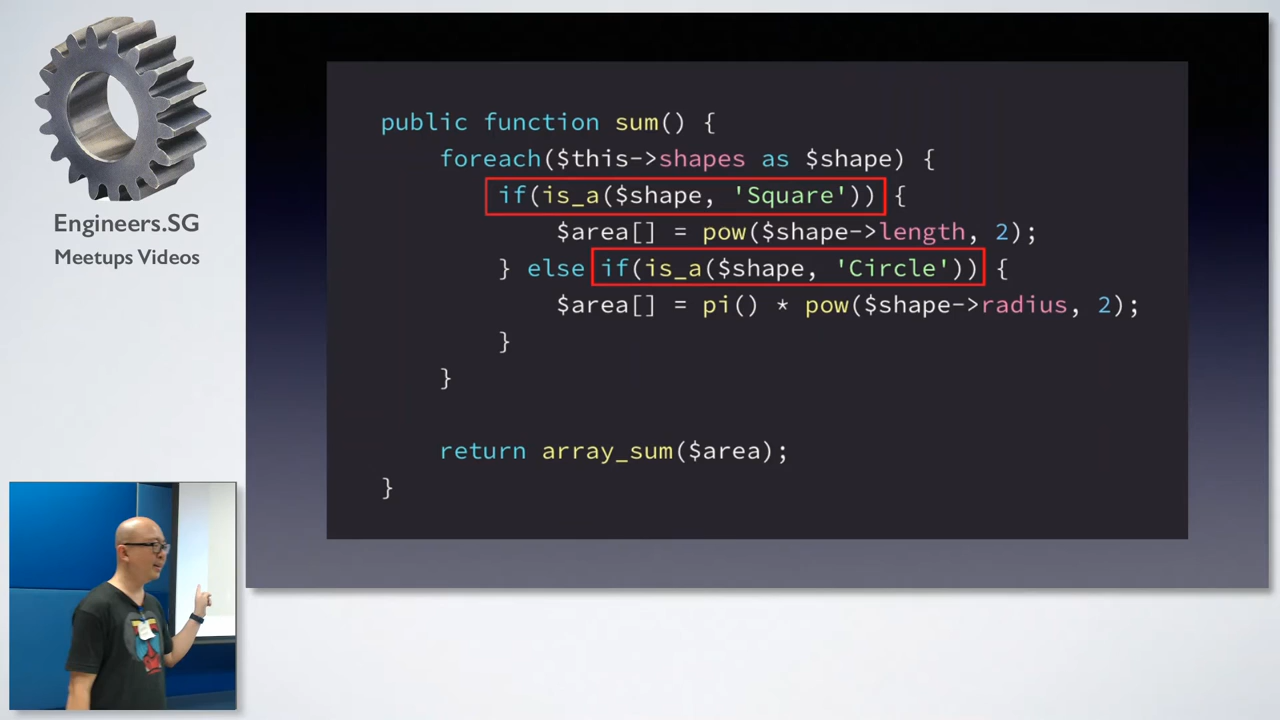 Engineers.SG
Meetups Videos
public function sum() {
foreach($this->shapes as $shape) {
if(is_a($shape, 'Square')) {
$area[] = pow($shape->length, 2);
} else if(is_a($shape, 'Circle')) {
$area[] = pi() * pow($shape->radius, 2);
}
}
return array_sum($area);
}